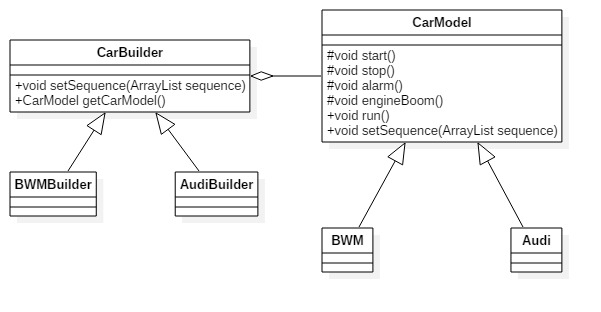 CarBuilder
+void setSequence(ArrayList sequence)
+CarModel getCarModel()
CarModel
#void start()
#void stop()
#void alarm()
#void engineBoom()
+void run()
+void setSequence(ArrayList sequence)
BWMBuilder
AudiBuilder
BWM
Audi